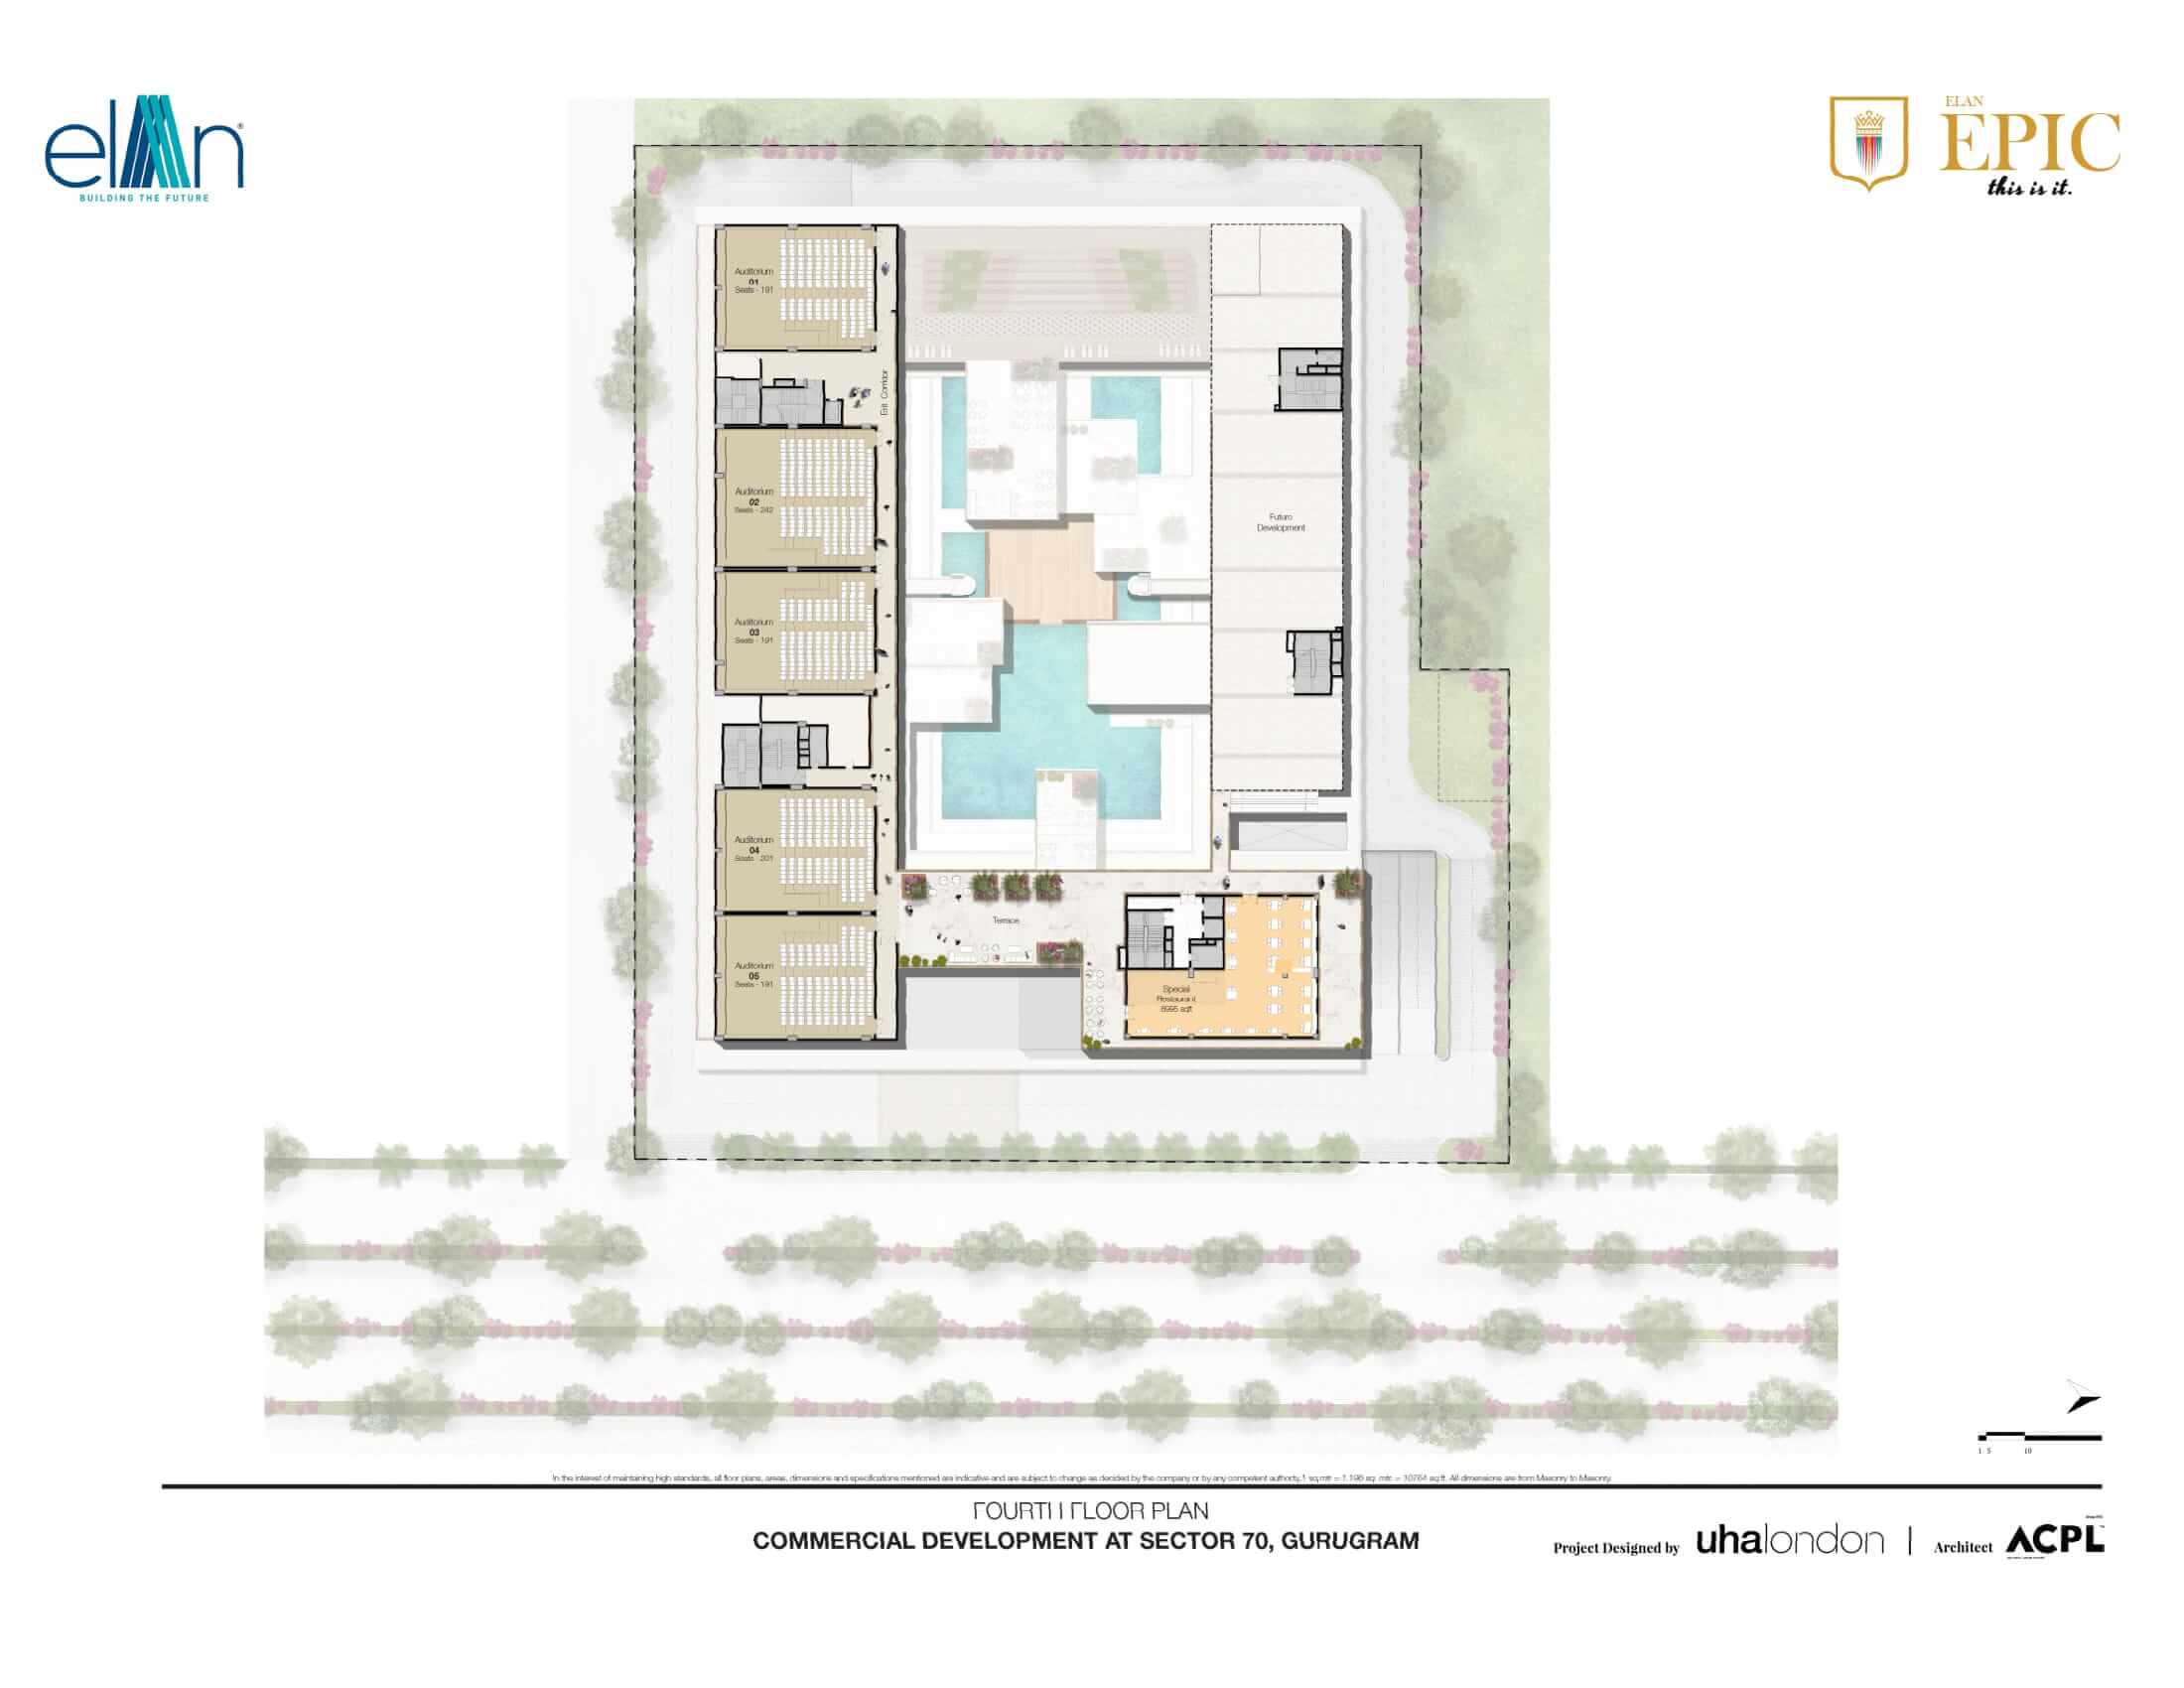 elan®
BUILDING THE FUTURE
ELAN
EPIC
this is it.
Auditorium
01
Seats - 191
Exit Corridor
Auditorium
02
Seats - 242
Auditorium
03
Seats - 191
Future
Development
Auditorium
04
Seats - 201
Terrace
Auditorium
05
Seats - 191
Special
Restaurant
8995 sqft
1 5 10
In the interest of maintaining high standards, all floor plans, areas, dimensions and specifications mentioned are indicative and are subject to change as decided by the company or by any competent authority.1 sq.mtr = 1.196 sq. mtc = 10764 sq.ft. All dimensions are from Masonry to Masonry.
FOURTH FLOOR PLAN
COMMERCIAL DEVELOPMENT AT SECTOR 70, GURUGRAM
Project Designed by uhalondon | Architect ACPL